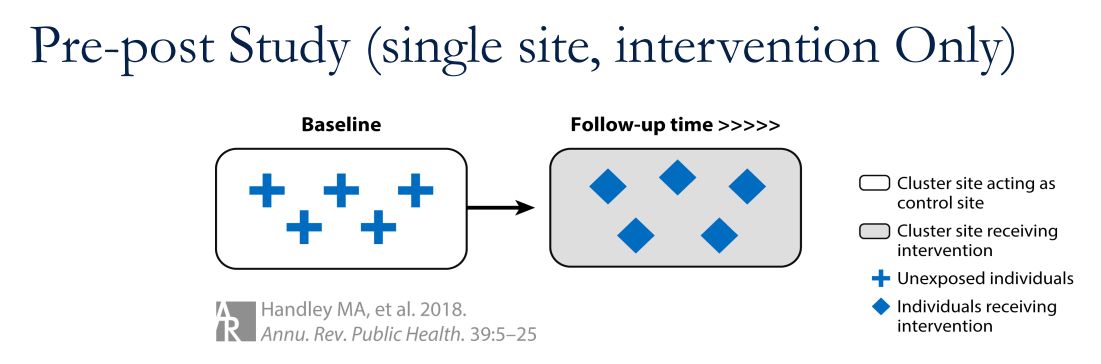 Pre-post Study (single site, intervention Only)
Baseline
Follow-up time >>>>>
Cluster site acting as
control site
Cluster site receiving
intervention
Unexposed individuals
Individuals receiving
intervention
AR Handley MA, et al. 2018.
Annu. Rev. Public Health. 39:5–25